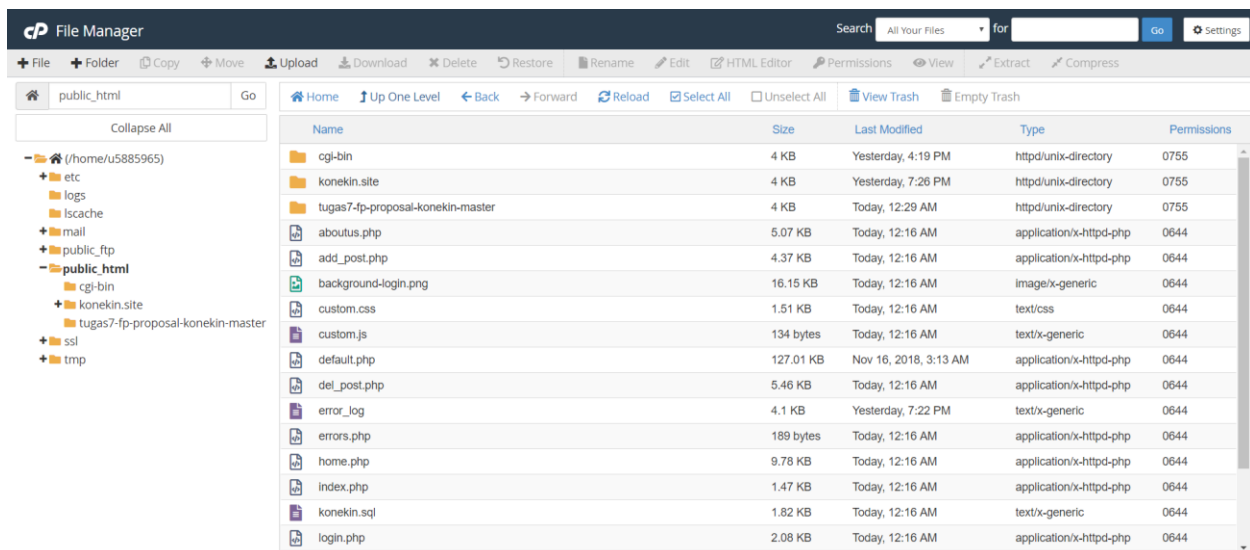 cP File Manager Search All Your Files for Go Settings
File Folder Copy Move Upload Download Delete Restore Rename Edit HTML Editor Permissions View Extract Compress
public_html Go Home Up One Level Back Forward Reload Select All Unselect All View Trash Empty Trash
Collapse All
(/home/u5885965)
etc
logs
lscache
mail
public_ftp
public_html
cgi-bin
konekin.site
tugas7-fp-proposal-konekin-master
ssl
tmp
Name Size Last Modified Type Permissions
cgi-bin 4 KB Yesterday, 4:19 PM httpd/unix-directory 0755
konekin.site 4 KB Yesterday, 7:26 PM httpd/unix-directory 0755
tugas7-fp-proposal-konekin-master 4 KB Today, 12:29 AM httpd/unix-directory 0755
aboutus.php 5.07 KB Today, 12:16 AM application/x-httpd-php 0644
add_post.php 4.37 KB Today, 12:16 AM application/x-httpd-php 0644
background-login.png 16.15 KB Today, 12:16 AM image/x-generic 0644
custom.css 1.51 KB Today, 12:16 AM text/css 0644
custom.js 134 bytes Today, 12:16 AM text/x-generic 0644
default.php 127.01 KB Nov 16, 2018, 3:13 AM application/x-httpd-php 0644
del_post.php 5.46 KB Today, 12:16 AM application/x-httpd-php 0644
error_log 4.1 KB Yesterday, 7:22 PM text/x-generic 0644
errors.php 189 bytes Today, 12:16 AM application/x-httpd-php 0644
home.php 9.78 KB Today, 12:16 AM application/x-httpd-php 0644
index.php 1.47 KB Today, 12:16 AM application/x-httpd-php 0644
konekin.sql 1.82 KB Today, 12:16 AM text/x-generic 0644
login.php 2.08 KB Today, 12:16 AM application/x-httpd-php 0644